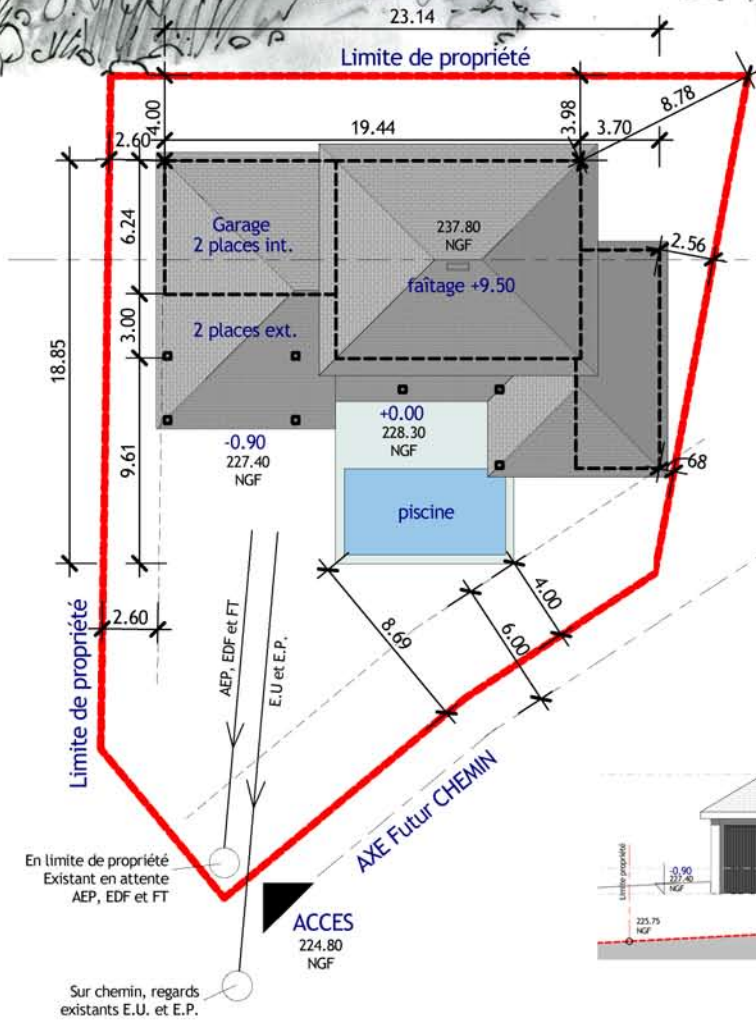 23.14
Limite de propriété
4.00
2.60
19.44
3.98
3.70
8.78
6.24
Garage
2 places int.
237.80
NGF
faîtage +9.50
2.56
3.00
2 places ext.
18.85
-0.90
227.40
NGF
+0.00
228.30
NGF
9.61
68
piscine
2.60
Limite de propriété
AEP, EDF et FT
E.U et E.P.
8.69
6.00
4.00
AXE Futur CHEMIN
En limite de propriété
Existant en attente
AEP, EDF et FT
ACCES
224.80
NGF
Sur chemin, regards
existants E.U. et E.P.
Limite propriété
-0.90
227.40
NGF
225.75
NGF